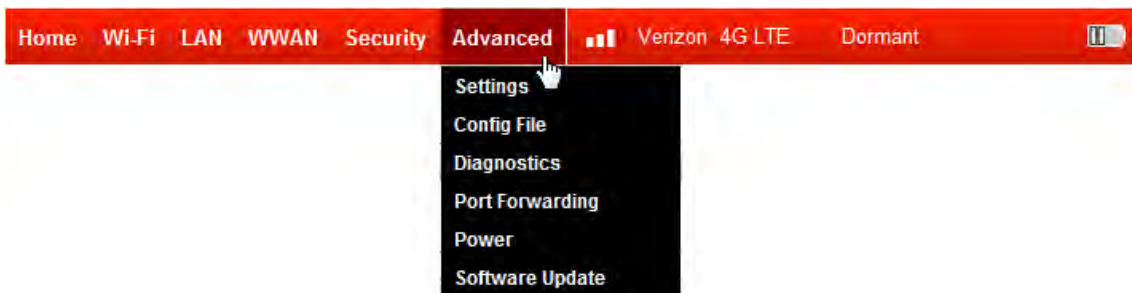 Home Wi-Fi LAN WWAN Security Advanced Verizon 4G LTE Dormant
Settings
Config File
Diagnostics
Port Forwarding
Power
Software Update